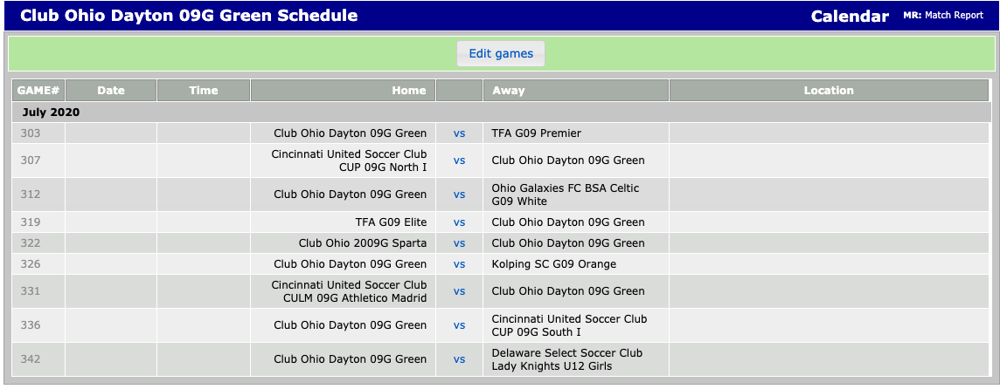 Club Ohio Dayton 09G Green Schedule Calendar MR: Match Report
Edit games
GAME# Date Time Home Away Location
July 2020
303 Club Ohio Dayton 09G Green vs TFA G09 Premier
307 Cincinnati United Soccer Club
CUP 09G North I vs Club Ohio Dayton 09G Green
312 Club Ohio Dayton 09G Green vs Ohio Galaxies FC BSA Celtic
G09 White
319 TFA G09 Elite vs Club Ohio Dayton 09G Green
322 Club Ohio 2009G Sparta vs Club Ohio Dayton 09G Green
326 Club Ohio Dayton 09G Green vs Kolping SC G09 Orange
331 Cincinnati United Soccer Club
CULM 09G Athletico Madrid vs Club Ohio Dayton 09G Green
336 Club Ohio Dayton 09G Green vs Cincinnati United Soccer Club
CUP 09G South I
342 Club Ohio Dayton 09G Green vs Delaware Select Soccer Club
Lady Knights U12 Girls